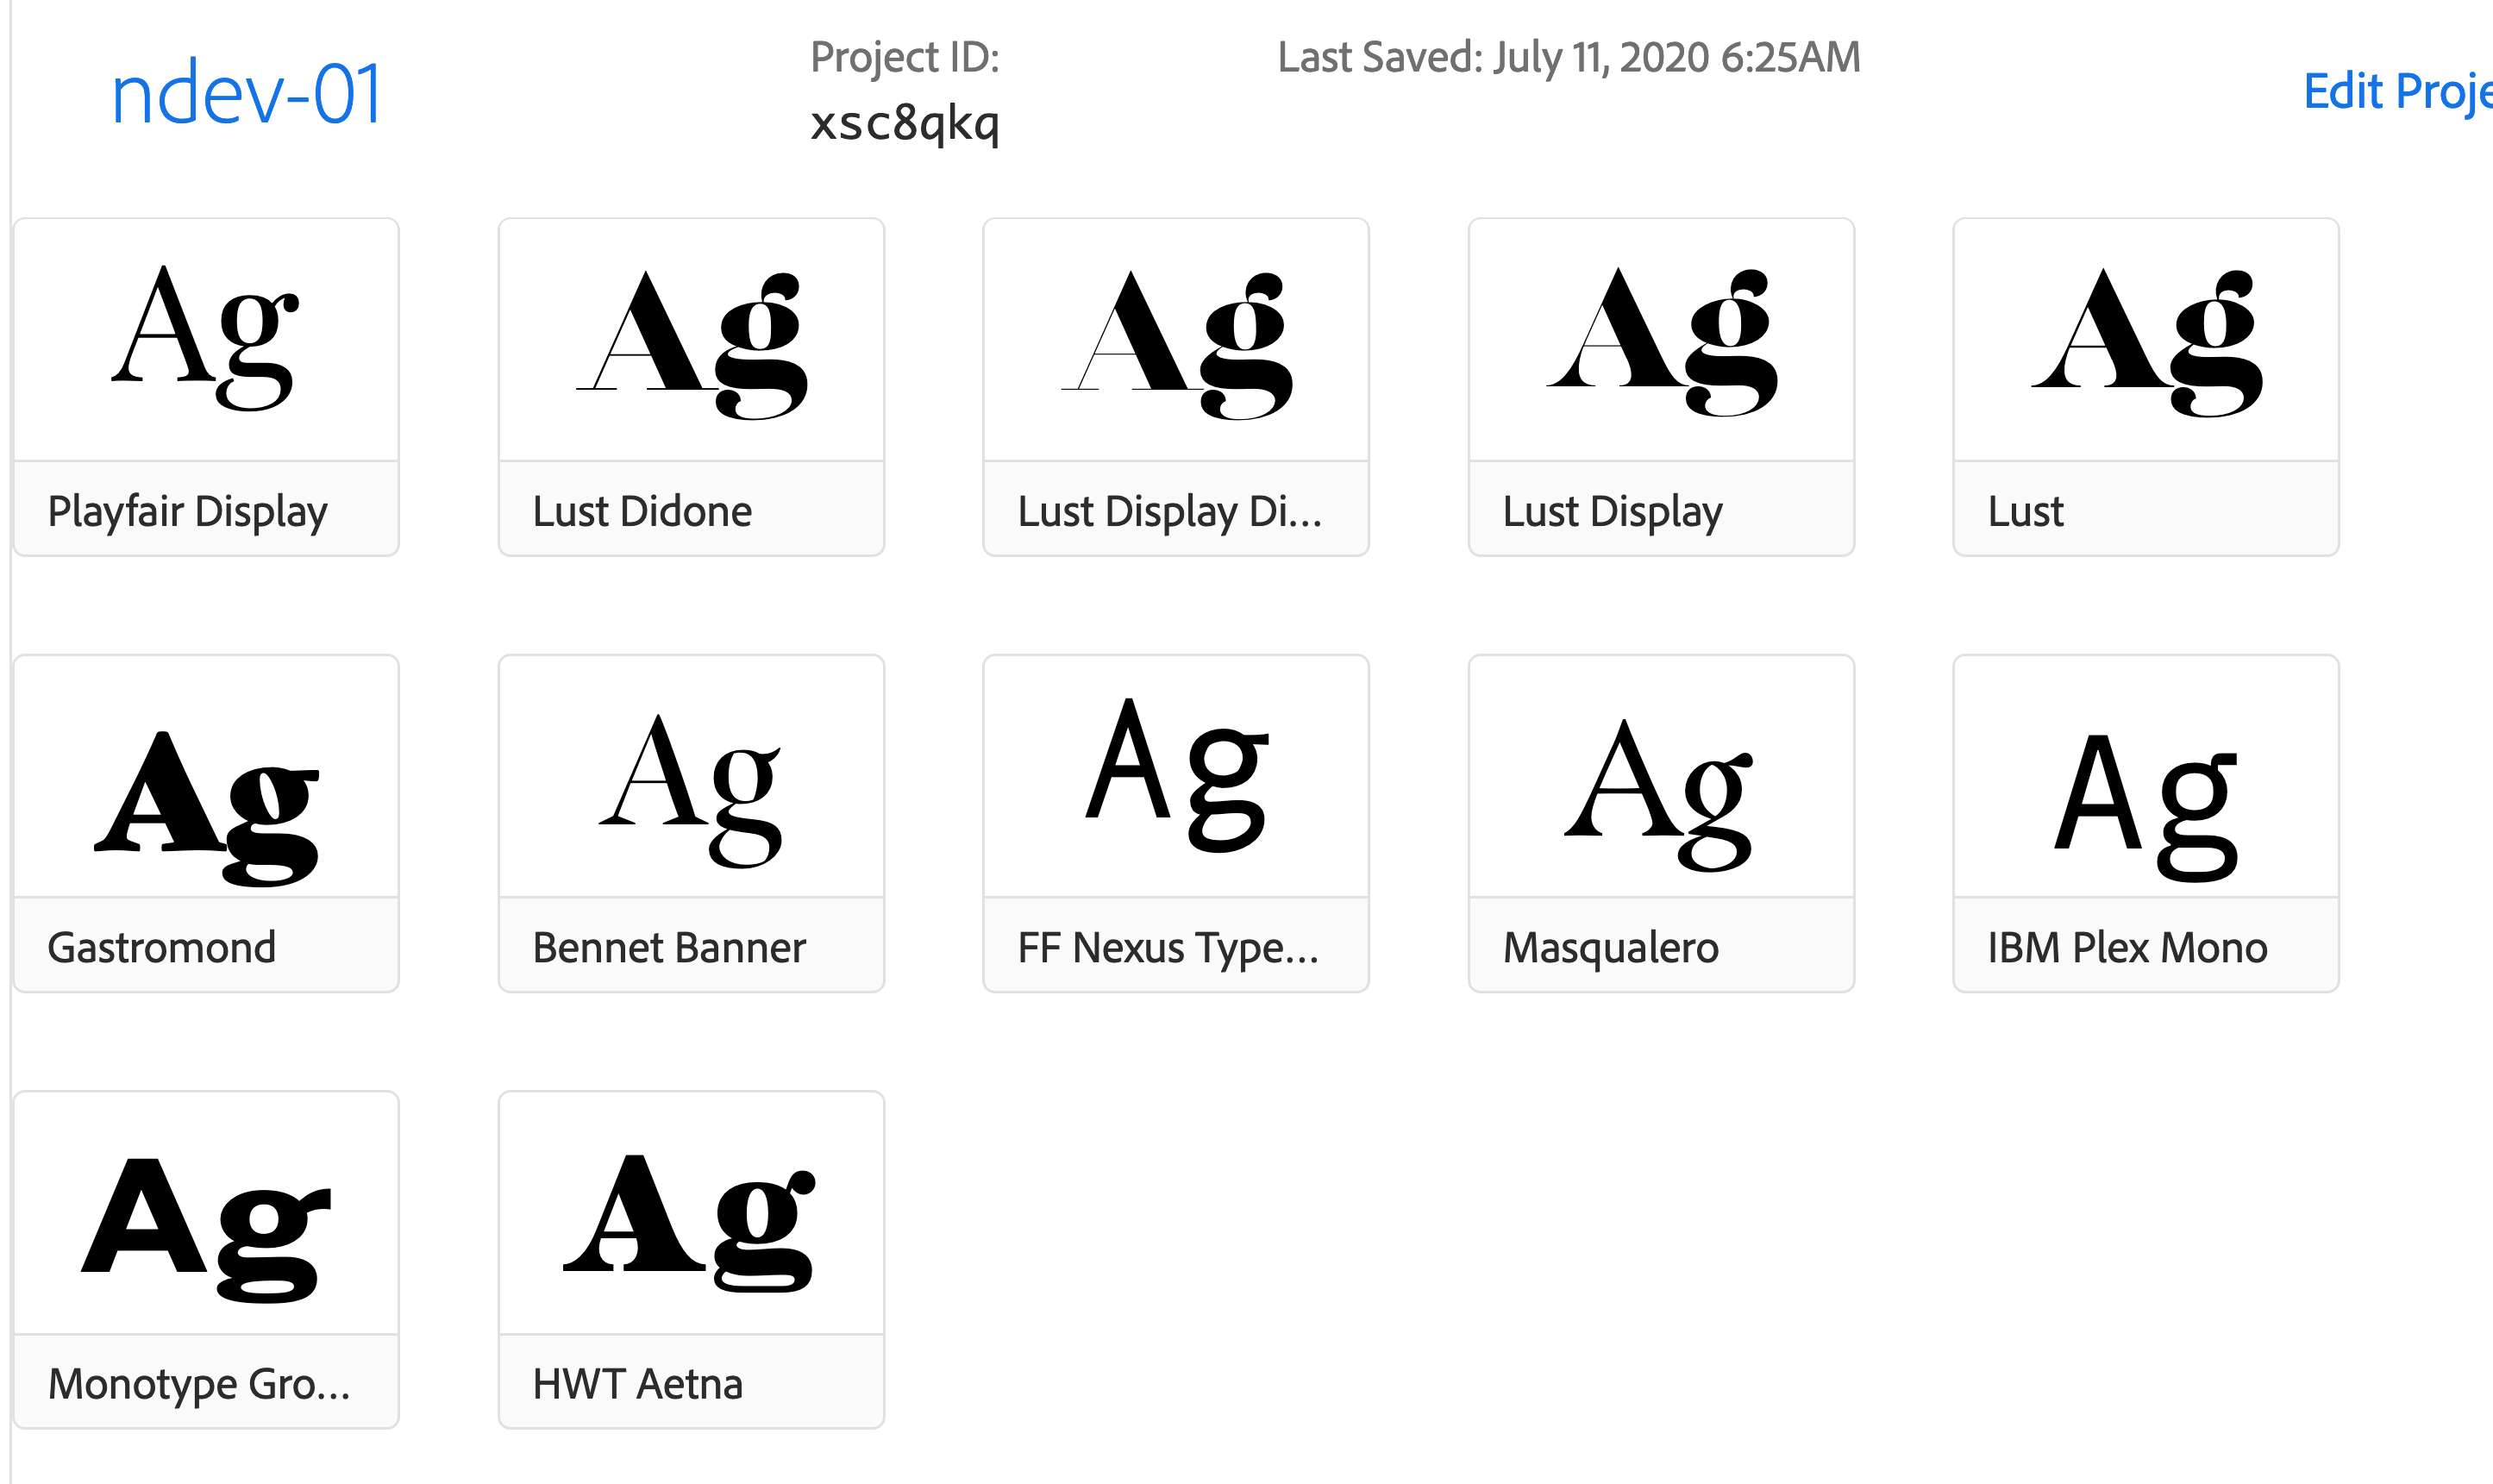 ndev-01
Project ID:
xsc8qkq
Last Saved: July 11, 2020 6:25AM
Edit Proje
Ag
Ag
Ag
Ag
Ag
Playfair Display
Lust Didone
Lust Display Di...
Lust Display
Lust
Ag
Ag
Ag
Ag
Ag
Gastromond
Bennet Banner
FF Nexus Type...
Masqualero
IBM Plex Mono
Ag
Ag
Monotype Gro...
HWT Aetna